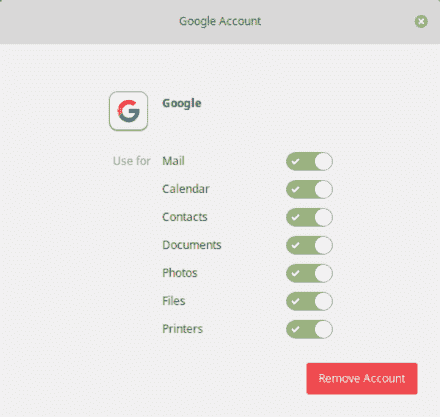 Google Account
Google
Use for Mail
Calendar
Contacts
Documents
Photos
Files
Printers
Remove Account